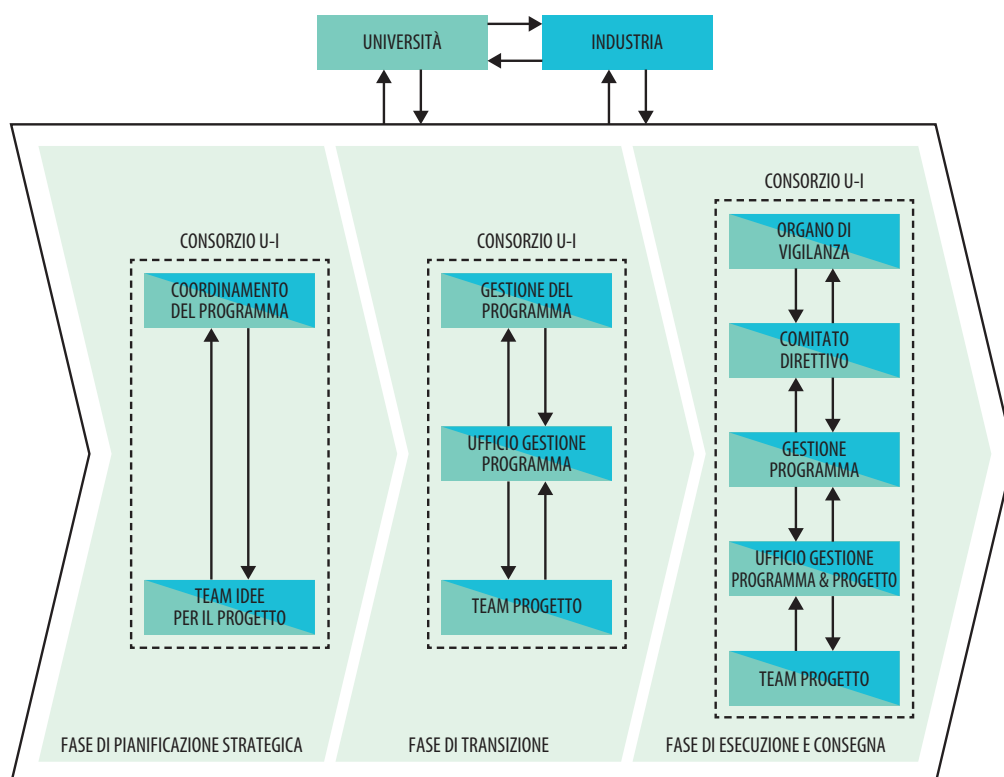 UNIVERSITÀ
INDUSTRIA
CONSORZIO U-I
COORDINAMENTO
DEL PROGRAMMA
TEAM IDEE
PER IL PROGETTO
FASE DI PIANIFICAZIONE STRATEGICA
CONSORZIO U-I
GESTIONE DEL
PROGRAMMA
UFFICIO GESTIONE
PROGRAMMA
TEAM PROGETTO
FASE DI TRANSIZIONE
CONSORZIO U-I
ORGANO DI
VIGILANZA
COMITATO
DIRETTIVO
GESTIONE
PROGRAMMA
UFFICIO GESTIONE
PROGRAMMA & PROGETTO
TEAM PROGETTO
FASE DI ESECUZIONE E CONSEGNA